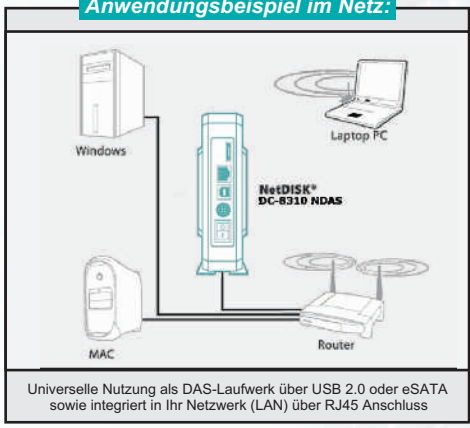 Anwendungsbeispiel im Netz:
Windows
Laptop PC
NetDISK®
DC-8310 NDAS
MAC
Router
Universelle Nutzung als DAS-Laufwerk über USB 2.0 oder eSATA
sowie integriert in Ihr Netzwerk (LAN) über RJ45 Anschluss